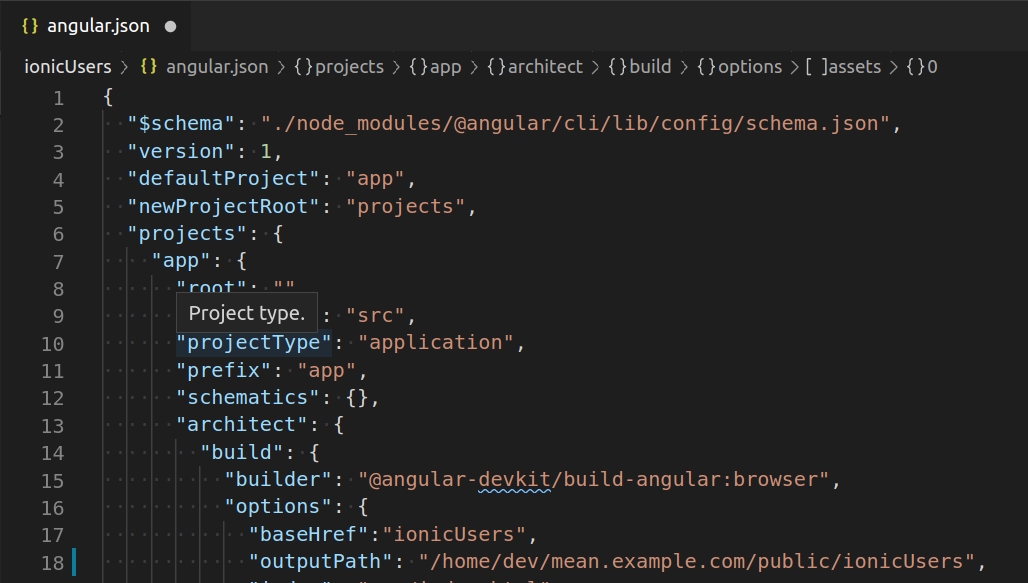 {} angular.json ●
ionicUsers > {} angular.json > {} projects > {} app > {} architect > {} build > {} options > [ ] assets > {} 0
1 {
2 "$schema": "./node_modules/@angular/cli/lib/config/schema.json",
3 "version": 1,
4 "defaultProject": "app",
5 "newProjectRoot": "projects",
6 "projects": {
7 "app": {
8 "root": ""
Project type.
9 : "src",
10 "projectType": "application",
11 "prefix": "app",
12 "schematics": {},
13 "architect": {
14 "build": {
15 "builder": "@angular-devkit/build-angular:browser",
16 "options": {
17 "baseHref":"ionicUsers",
18 "outputPath": "/home/dev/mean.example.com/public/ionicUsers",